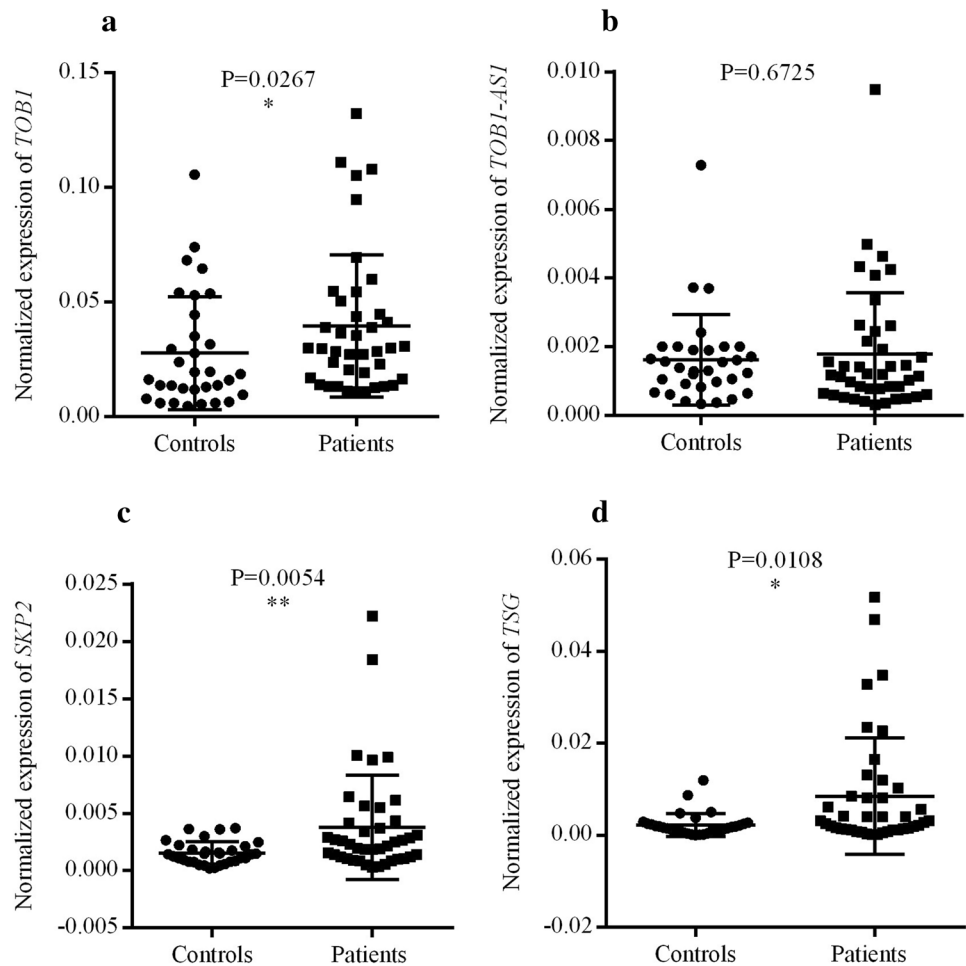 a
P=0.0267
*
Normalized expression of TOB1
0.15
0.10
0.05
0.00
Controls
Patients
b
P=0.6725
Normalized expression of TOB1-AS1
0.010
0.008
0.006
0.004
0.002
0.000
Controls
Patients
c
P=0.0054
**
Normalized expression of SKP2
0.025
0.020
0.015
0.010
0.005
0.000
-0.005
Controls
Patients
d
P=0.0108
*
Normalized expression of TSG
0.06
0.04
0.02
0.00
-0.02
Controls
Patients